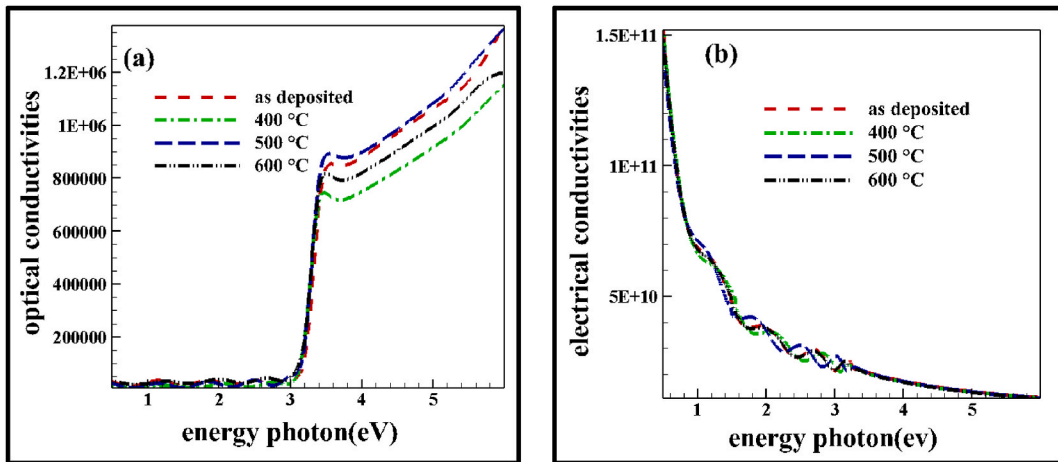 (a)
optical conductivities
1.2E+06
1E+06
800000
600000
400000
200000
as deposited
400 °C
500 °C
600 °C
1 2 3 4 5
energy photon(eV)
(b)
electrical conductivities
1.5E+11
1E+11
5E+10
as deposited
400 °C
500 °C
600 °C
1 2 3 4 5
energy photon(ev)